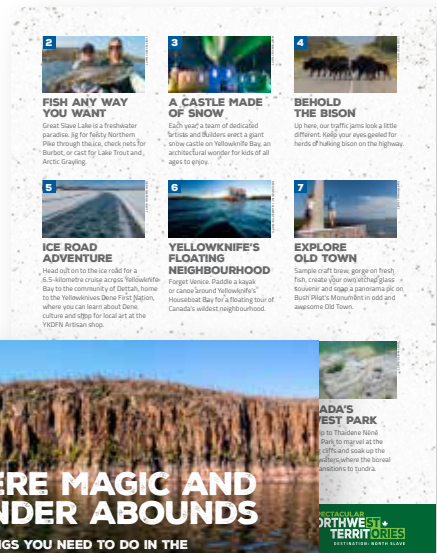 2
FISH ANY WAY
YOU WANT
Great Slave Lake is a freshwater
paradise. Jig for feisty Northern
Pike through the ice, check nets for
Burbot, or cast for Lake Trout and
Arctic Grayling.
3
A CASTLE MADE
OF SNOW
Each year a team of dedicated
artists and builders erect a giant
snow castle on Yellowknife Bay, an
architectural wonder for kids of all
ages to enjoy.
4
BEHOLD
THE BISON
Up here, our traffic jams look a little
different. Keep your eyes peeled for
herds of hulking bison on the highway.
5
ICE ROAD
ADVENTURE
Head out on to the ice road for a
6.5-kilometre cruise across Yellowknife
Bay to the community of Dettah, home
to the Yellowknives Dene First Nation,
where you can learn about Dene
culture and shop for local art at the
YKDFN Artisan shop.
6
YELLOWKNIFE'S
FLOATING
NEIGHBOURHOOD
Forget Venice. Paddle a kayak
or canoe around Yellowknife's
Houseboat Bay for a floating tour of
Canada's wildest neighbourhood.
7
EXPLORE
OLD TOWN
Sample craft brew, gorge on fresh
fish, create your own etched glass
souvenir and snap a panorama pic on
Bush Pilot's Monument in odd and
awesome Old Town.
ADA'S
EST PARK
p to Thaidene Nëné
Park to marvel at the
cliffs and soak up the
waters where the boreal
ansitions to tundra.
ERE MAGIC AND
NDER ABOUNDS
NGS YOU NEED TO DO IN THE
PECTACULAR
ORTHWEST
TERRITORIES
DESTINATION: NORTH SLAVE